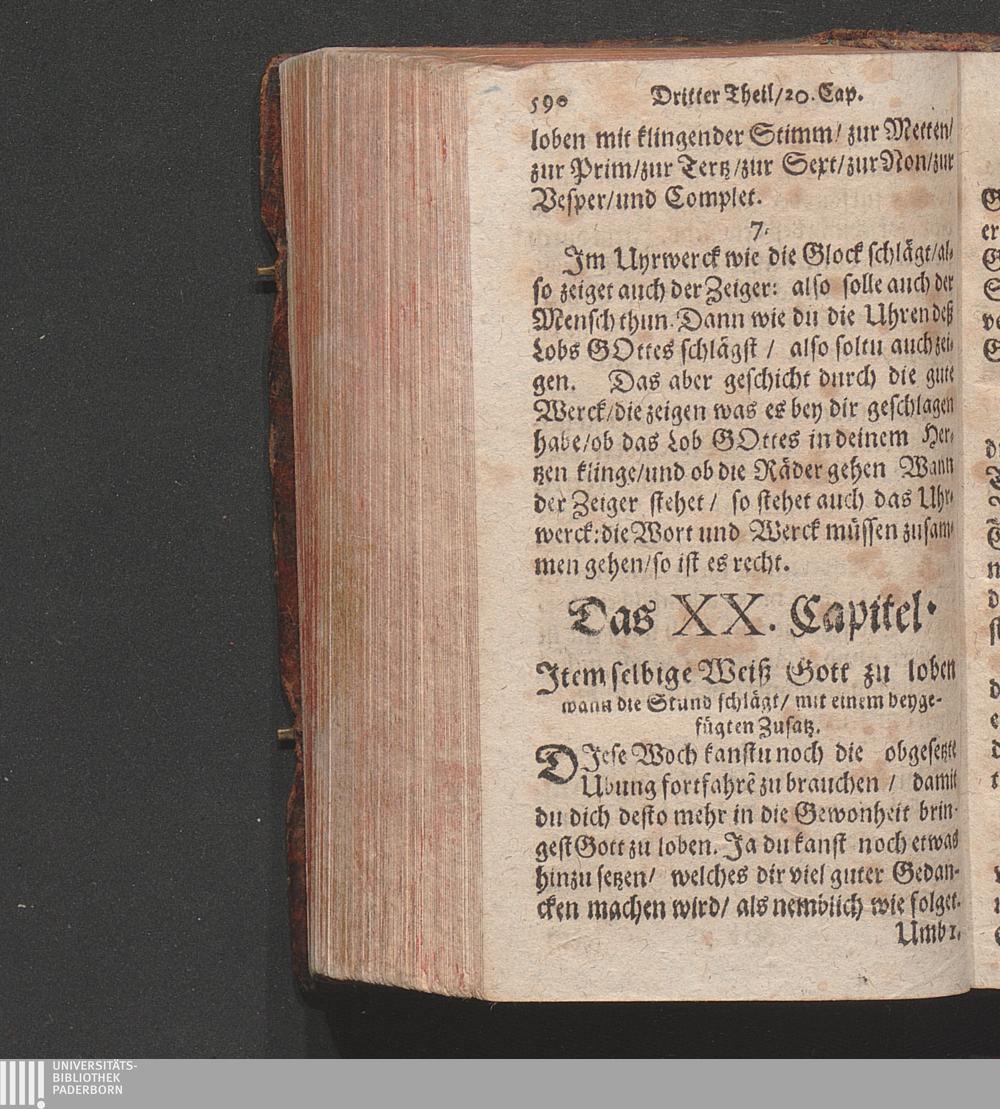 590 Dritter Theil/20. Cap.
loben mit klingender Stimm/ zur Metten/
zur Prim/zur Tertz/zur Sext/zur Non/zur
Vesper/und Complet.
7.
Im Uhrwerck wie die Glock schlägt/al-
so zeiget auch der Zeiger: also solle auch der
Mensch thun. Dann wie du die Uhren deß
Lobs GOttes schlägst / also soltu auch zei-
gen. Das aber geschicht durch die gute
Werck/die zeigen was es bey dir geschlagen
habe/ob das Lob GOttes in deinem Her-
tzen klinge/und ob die Räder gehen Wann
der Zeiger stehet / so stehet auch das Uhr-
werck: die Wort und Werck müssen zusam-
men gehen/so ist es recht.
Das XX. Capitel.
Item selbige Weiß Gott zu loben
wann die Stund schlägt/ mit einem beyge-
fügten Zusatz.
DIese Woch kanstu noch die obgesetzte
Ubung fortfahrẽ zu brauchen / damit
du dich desto mehr in die Gewonheit brin-
gest Gott zu loben. Ja du kanst noch etwas
hinzu setzen/ welches dir viel guter Gedan-
cken machen wird/ als nemblich wie folget.
Umb 1.
UNIVERSITÄTS-
BIBLIOTHEK
PADERBORN